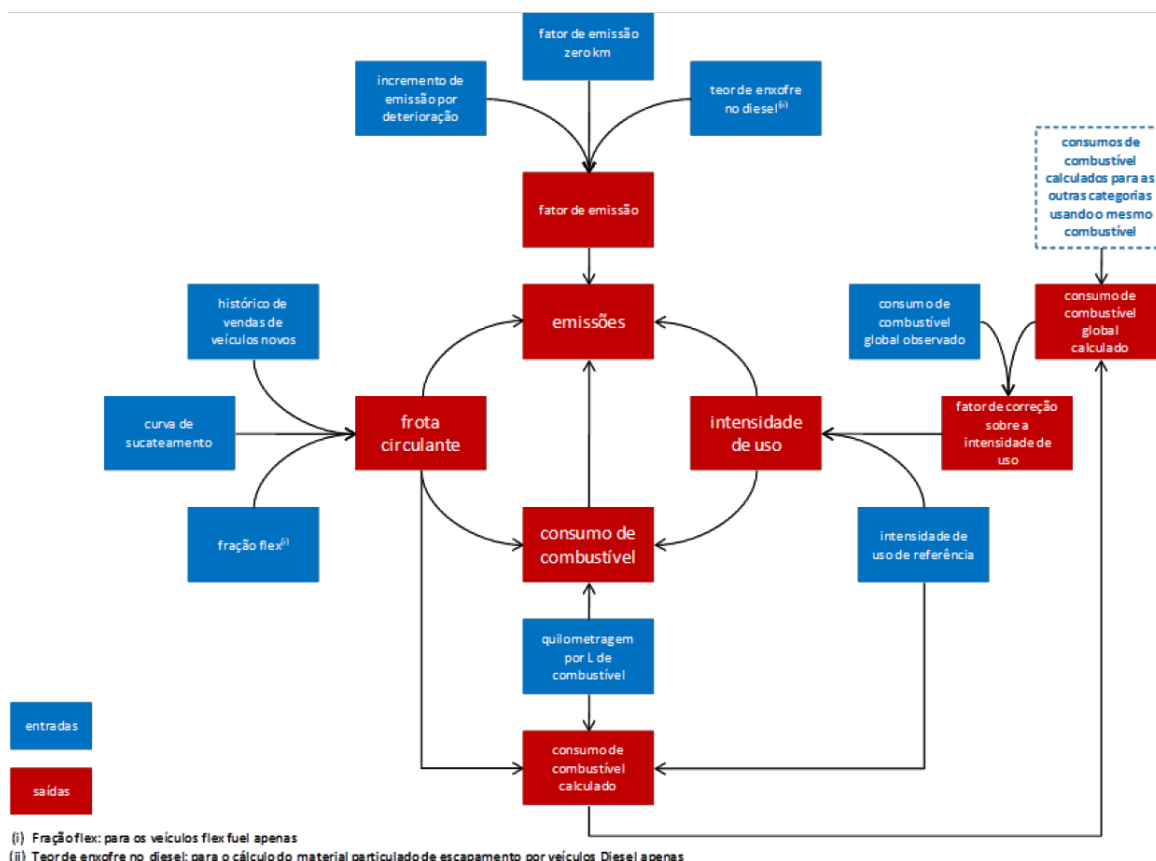 fator de emissão
zero km
incremento de
emissão por
deterioração
teor de enxofre
no diesel(ii)
consumos de
combustível
calculados para as
outras categorias
usando o mesmo
combustível
fator de emissão
histórico de
vendas de
veículos novos
emissões
consumo de
combustível
global observado
consumo de
combustível
global
calculado
curva de
sucateamento
frota
circulante
intensidade
de uso
fator de correção
sobre a
intensidade de
uso
fração flex(i)
consumo de
combustível
intensidade de
uso de referência
quilometragem
por L de
combustível
entradas
consumo de
combustível
calculado
saídas
(i) Fração flex: para os veículos flex fuel apenas
(ii) Teor de enxofre no diesel: para o cálculo do material particulado de escapamento por veículos Diesel apenas